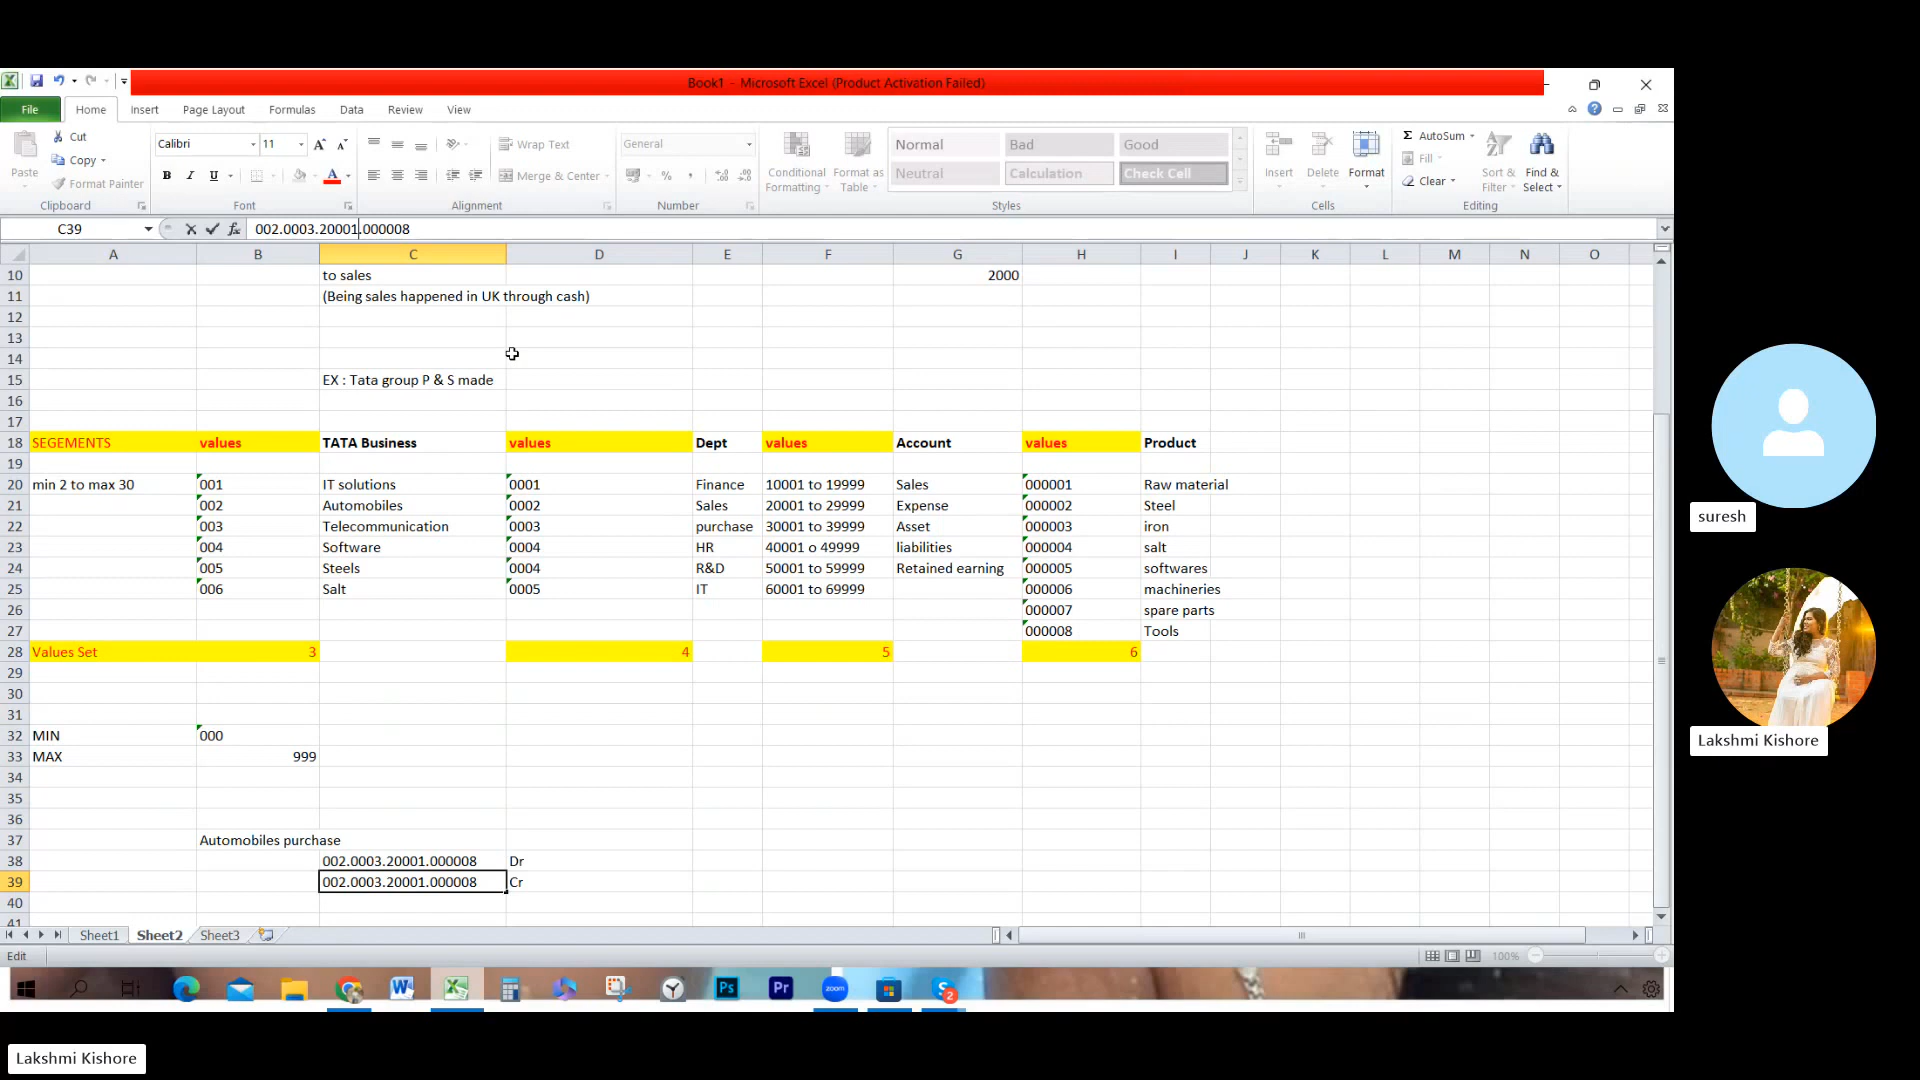 Book1 - Microsoft Excel (Product Activation Failed)
File Home Insert Page Layout Formulas Data Review View
Cut
Copy
Format Painter
Paste
Clipboard
Calibri 11
B I U
Font
Wrap Text
Merge & Center
Alignment
General
%
Number
Conditional Formatting
Format as Table
Normal Bad Good
Neutral Calculation Check Cell
Styles
Insert Delete Format
Cells
AutoSum
Fill
Clear
Sort & Filter
Find & Select
Editing
C39 fx 002.0003.20001.000008
A B C D E F G H I J K L M N O
10 to sales 2000
11 (Being sales happened in UK through cash)
12
13
14
15 EX : Tata group P & S made
16
17
18 SEGEMENTS values TATA Business values Dept values Account values Product
19
20 min 2 to max 30 001 IT solutions 0001 Finance 10001 to 19999 Sales 000001 Raw material
21 002 Automobiles 0002 Sales 20001 to 29999 Expense 000002 Steel
22 003 Telecommunication 0003 purchase 30001 to 39999 Asset 000003 iron
23 004 Software 0004 HR 40001 o 49999 liabilities 000004 salt
24 005 Steels 0004 R&D 50001 to 59999 Retained earning 000005 softwares
25 006 Salt 0005 IT 60001 to 69999 000006 machineries
26 000007 spare parts
27 000008 Tools
28 Values Set 3 4 5 6
29
30
31
32 MIN 000
33 MAX 999
34
35
36
37 Automobiles purchase
38 002.0003.20001.000008 Dr
39 002.0003.20001.000008 Cr
40
41
Sheet1 Sheet2 Sheet3
Edit 100%
W Ps Pr zoom S 2
suresh
Lakshmi Kishore
Lakshmi Kishore